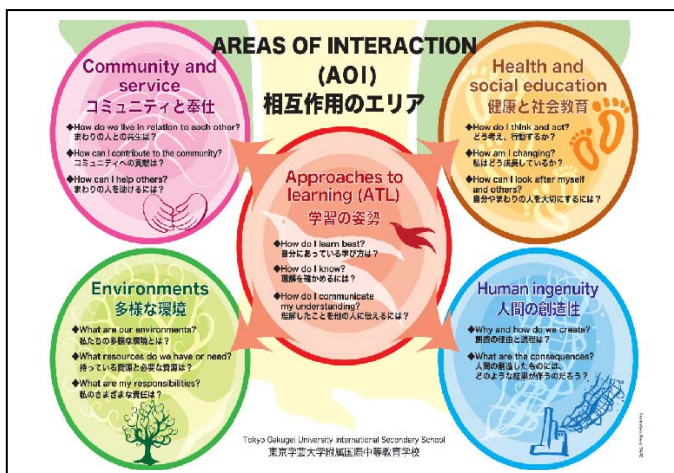 AREAS OF INTERACTION
(AOI)
相互作用のエリア
Community and
service
コミュニティと奉仕
◆How do we live in relation to each other?
まわりの人との共生は?
◆How can I contribute to the community?
コミュニティへの貢献は?
◆How can I help others?
まわりの人を助けるには?
Health and
social education
健康と社会教育
◆How do I think and act?
どう考え、行動するか?
◆How am I changing?
私はどう成長しているか?
◆How can I look after myself
and others?
自分やまわりの人を大切にするには?
Approaches to
learning (ATL)
学習の姿勢
◆How do I learn best?
自分にあっている学び方は?
◆How do I know?
理解を確かめるには?
◆How do I communicate
my understanding?
理解したことを他の人に伝えるには?
Environments
多様な環境
◆What are our environments?
私たちの多様な環境とは?
◆What resources do we have or need?
持っている資源と必要な資源は?
◆What are my responsibilities?
私のさまざまな責任は?
Human ingenuity
人間の創造性
◆Why and how do we create?
創造の理由と過程は?
◆What are the consequences?
人間の創造したものには、
どのような結果が伴うのだろう?
Tokyo Gakugei University International Secondary School
東京学芸大学附属国際中等教育学校